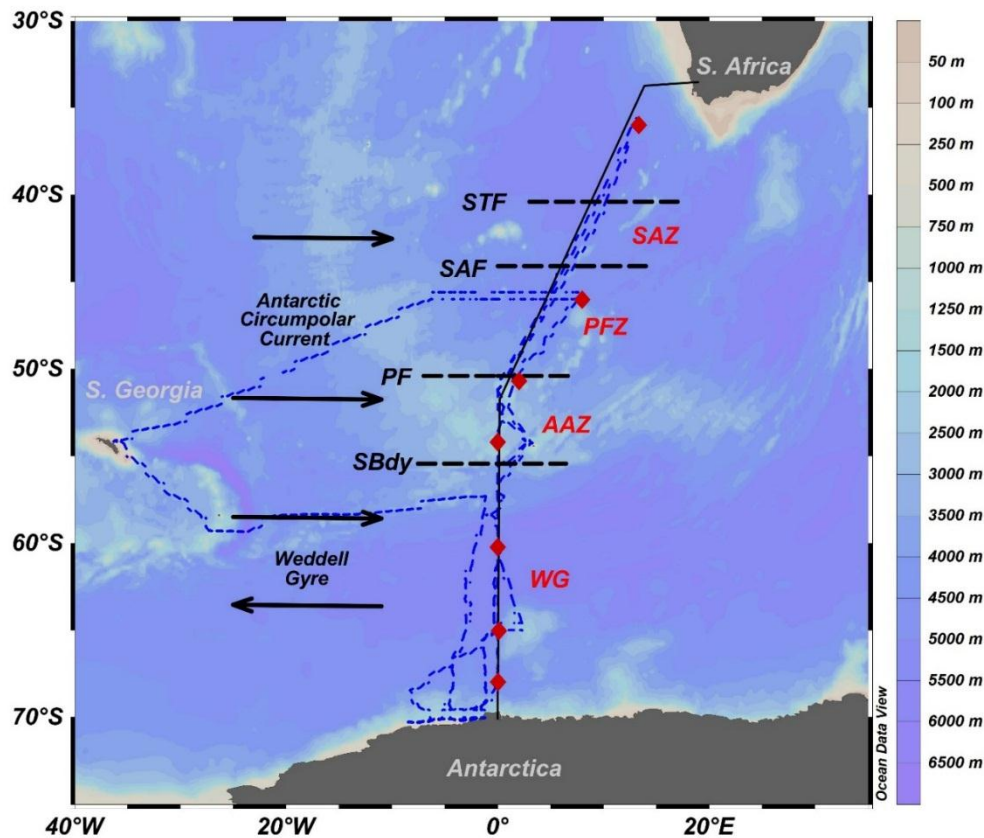 30°S
40°S
50°S
60°S
70°S
40°W
20°W
0°
20°E
S. Africa
STF
SAZ
SAF
Antarctic
Circumpolar
Current
PFZ
PF
S. Georgia
AAZ
SBdy
Weddell
Gyre
WG
Antarctica
Ocean Data View
50 m
100 m
250 m
500 m
750 m
1000 m
1250 m
1500 m
2000 m
2500 m
3000 m
3500 m
4000 m
4500 m
5000 m
5500 m
6000 m
6500 m